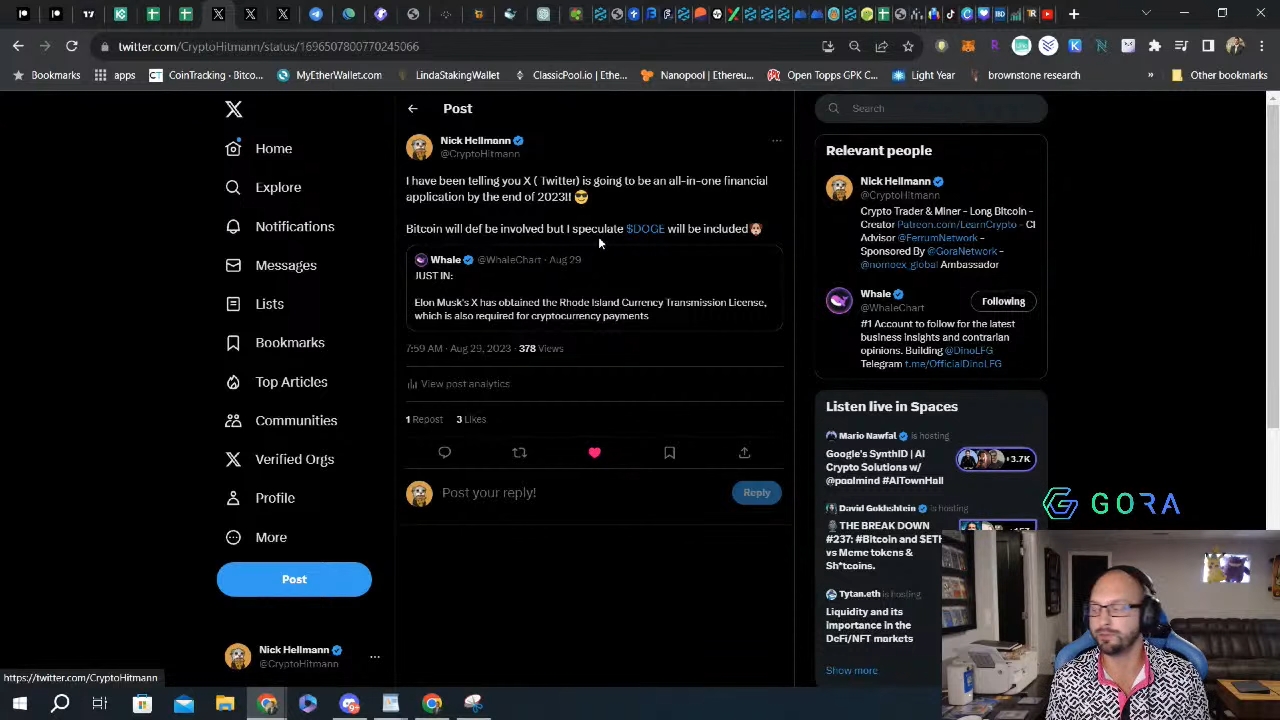 twitter.com/CryptoHitmann/status/1696507800770245066
Bookmarks
apps
CT
CoinTracking - Bitco...
MyEtherWallet.com
LindaStakingWallet
ClassicPool.io | Ethe...
Nanopool | Ethereu...
Open Topps GPK C...
Light Year
brownstone research
»
Other bookmarks
Home
Explore
Notifications
Messages
Lists
Bookmarks
Top Articles
Communities
Verified Orgs
Profile
More
Post
Nick Hellmann
@CryptoHitmann
Post
Nick Hellmann
@CryptoHitmann
I have been telling you X ( Twitter) is going to be an all-in-one financial
application by the end of 2023!!
Bitcoin will def be involved but I speculate $DOGE will be included
Whale @WhaleChart · Aug 29
JUST IN:
Elon Musk's X has obtained the Rhode Island Currency Transmission License,
which is also required for cryptocurrency payments
7:59 AM · Aug 29, 2023 · 378 Views
View post analytics
1 Repost 3 Likes
Post your reply!
Reply
Search
Relevant people
Nick Hellmann
@CryptoHitmann
Crypto Trader & Miner - Long Bitcoin -
Creator Patreon.com/LearnCrypto - CI
Advisor @FerrumNetwork -
Sponsored By @GoraNetwork -
@nomoex_global Ambassador
Whale
@WhaleChart
Following
#1 Account to follow for the latest
business insights and contrarian
opinions. Building @DinoLFG
Telegram t.me/OfficialDinoLFG
Listen live in Spaces
Mario Nawfal is hosting
Google's SynthID | AI
Crypto Solutions w/
@paalmind #AITownHall
+3.7K
David Gokhshtein is hosting
THE BREAK DOWN
#237: #Bitcoin and $ETH
vs Meme tokens &
Sh*tcoins.
Tytan.eth is hosting
Liquidity and its
importance in the
DeFi/NFT markets
Show more
GORA
https://twitter.com/CryptoHitmann